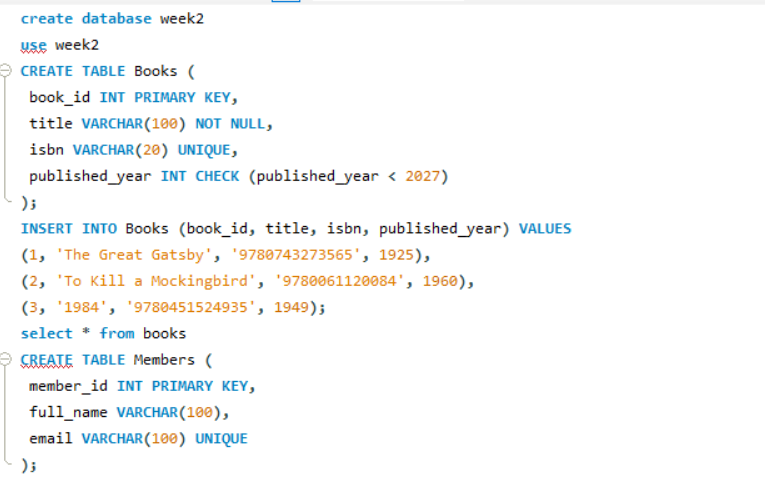 create database week2
use week2
CREATE TABLE Books (
book_id INT PRIMARY KEY,
title VARCHAR(100) NOT NULL,
isbn VARCHAR(20) UNIQUE,
published_year INT CHECK (published_year < 2027)
);
INSERT INTO Books (book_id, title, isbn, published_year) VALUES
(1, 'The Great Gatsby', '9780743273565', 1925),
(2, 'To Kill a Mockingbird', '9780061120084', 1960),
(3, '1984', '9780451524935', 1949);
select * from books
CREATE TABLE Members (
member_id INT PRIMARY KEY,
full_name VARCHAR(100),
email VARCHAR(100) UNIQUE
);